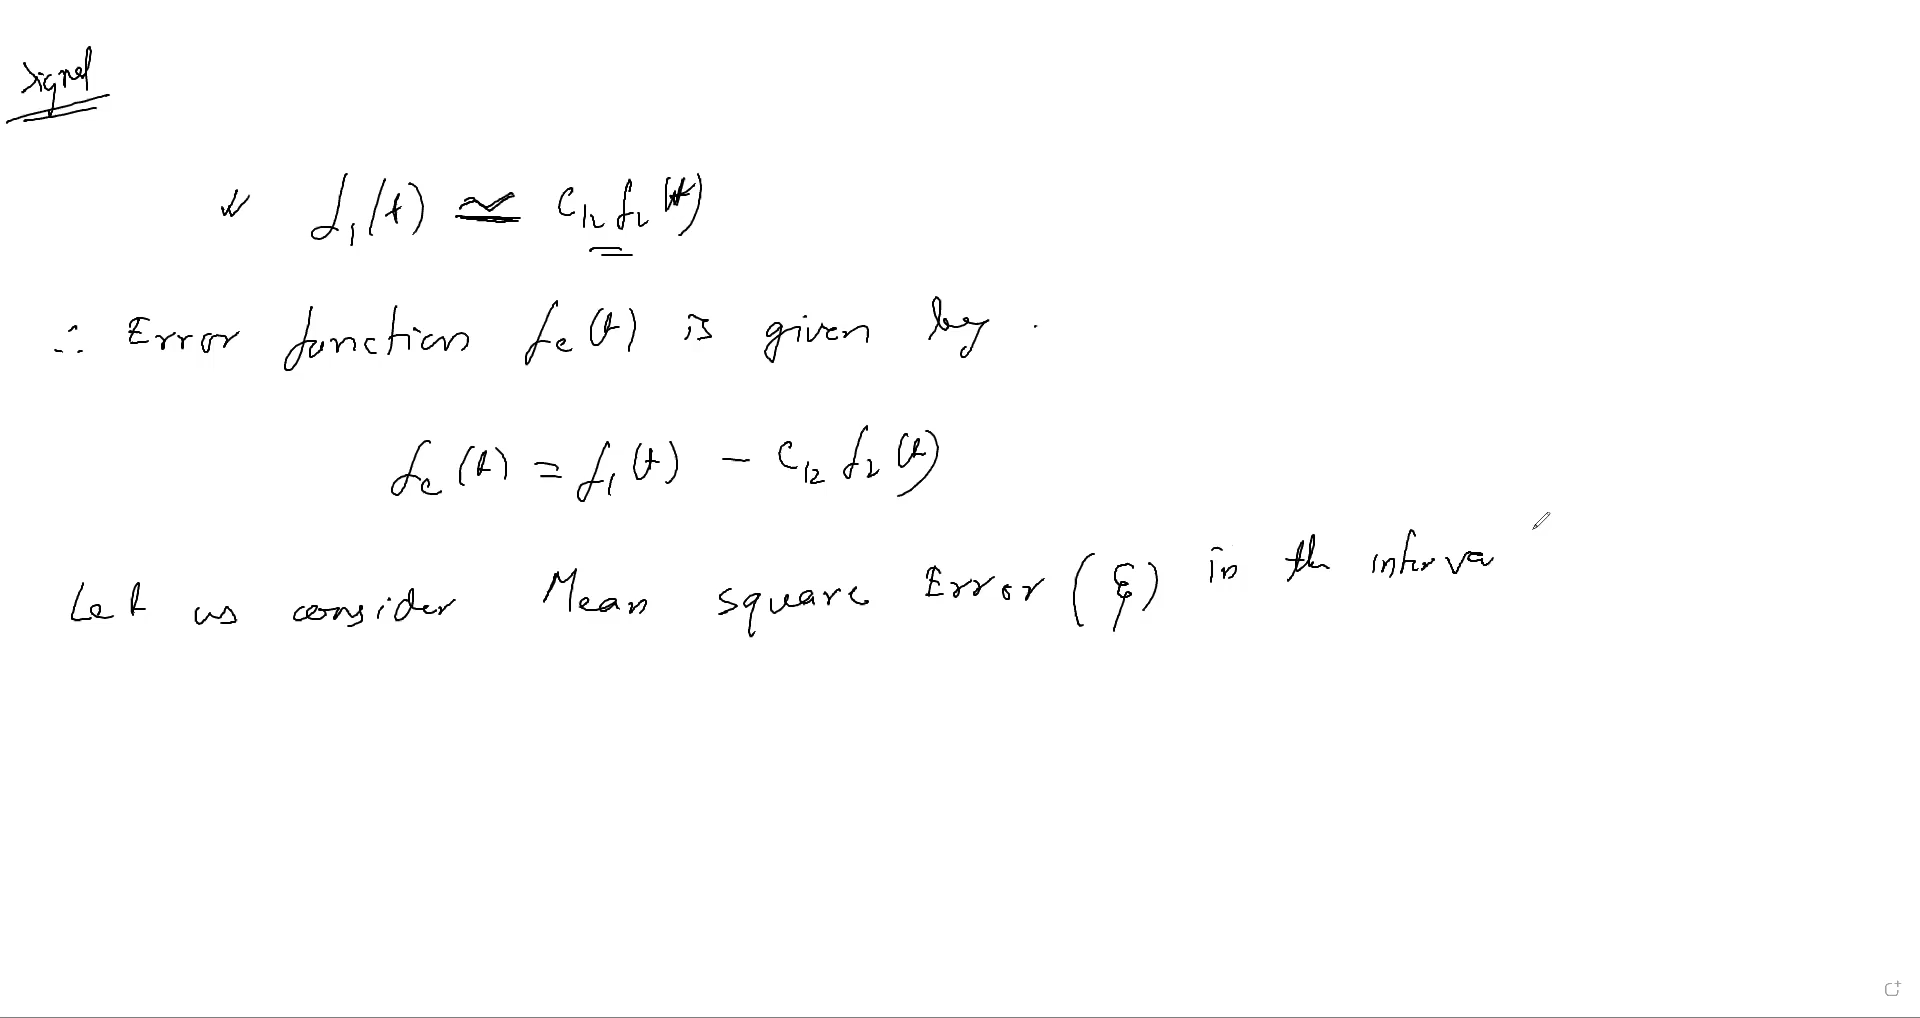 Signal
f₁(t) ≃ C₁₂ f₂(t)
∴ Error function fₑ(t) is given by .
fₑ(t) = f₁(t) - C₁₂ f₂(t)
Let us consider Mean square Error (ξ) in the interva